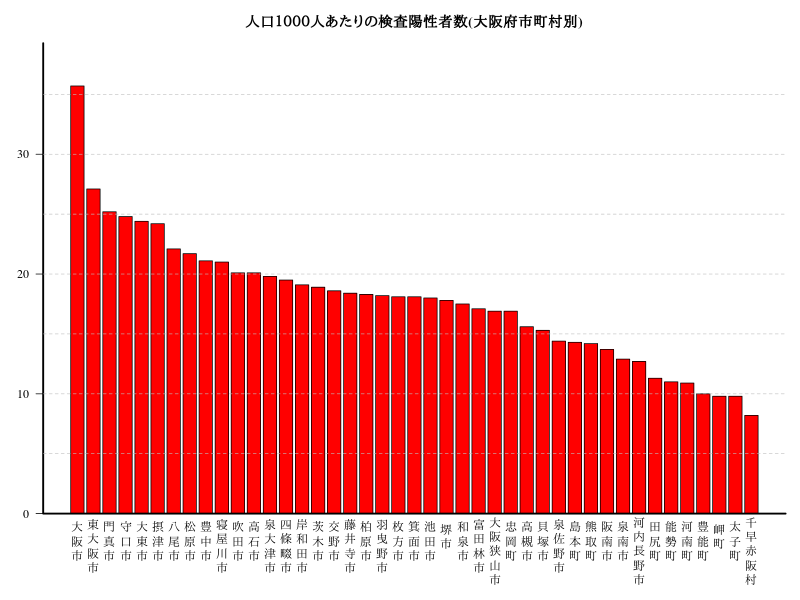 人口1000人あたりの検査陽性者数(大阪府市町村別)
30
20
10
0
大阪市
東大阪市
門真市
守口市
大東市
摂津市
八尾市
松原市
豊中市
寝屋川市
吹田市
高石市
泉大津市
四條畷市
岸和田市
茨木市
交野市
藤井寺市
柏原市
羽曳野市
枚方市
箕面市
池田市
堺市
和泉市
富田林市
大阪狭山市
忠岡町
高槻市
貝塚市
泉佐野市
島本町
熊取町
阪南市
泉南市
河内長野市
田尻町
能勢町
河南町
豊能町
岬町
太子町
千早赤阪村